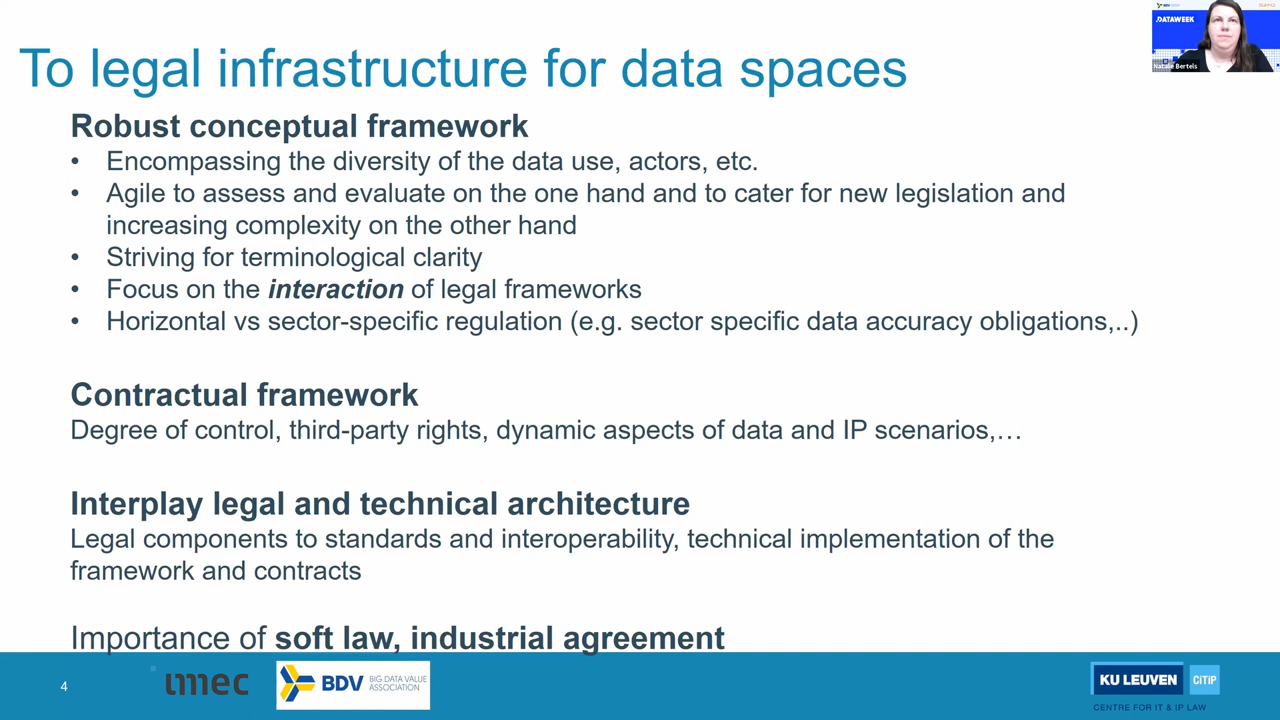 To legal infrastructure for data spaces
Robust conceptual framework
• Encompassing the diversity of the data use, actors, etc.
• Agile to assess and evaluate on the one hand and to cater for new legislation and
increasing complexity on the other hand
• Striving for terminological clarity
• Focus on the interaction of legal frameworks
• Horizontal vs sector-specific regulation (e.g. sector specific data accuracy obligations,..)
Contractual framework
Degree of control, third-party rights, dynamic aspects of data and IP scenarios,…
Interplay legal and technical architecture
Legal components to standards and interoperability, technical implementation of the
framework and contracts
Importance of soft law, industrial agreement
4
imec
BDV
BIG DATA VALUE
ASSOCIATION
KU LEUVEN
CiTiP
CENTRE FOR IT & IP LAW
DATAWEEK
Natalie Bertels